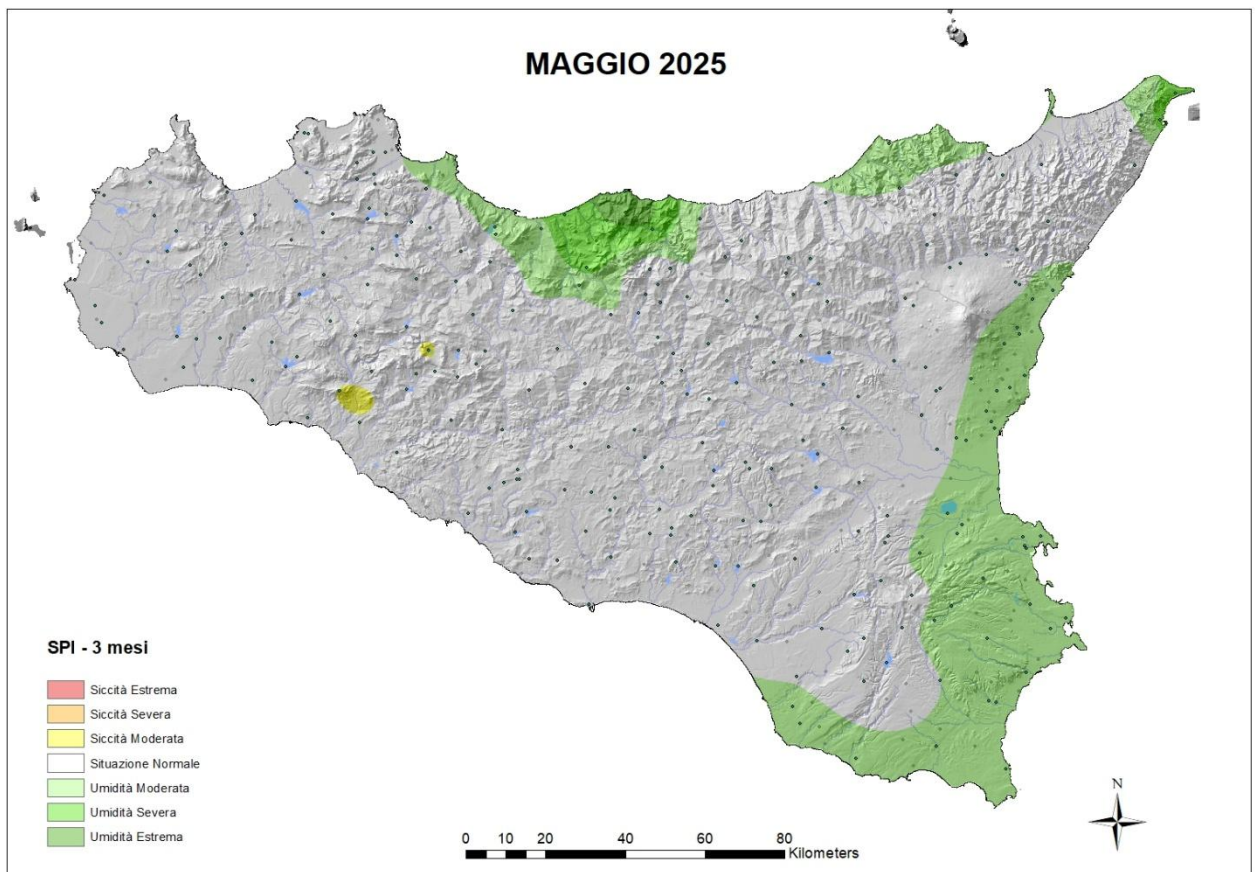 MAGGIO 2025
SPI - 3 mesi
Siccità Estrema
Siccità Severa
Siccità Moderata
Situazione Normale
Umidità Moderata
Umidità Severa
Umidità Estrema
N
0 10 20 40 60 80
Kilometers